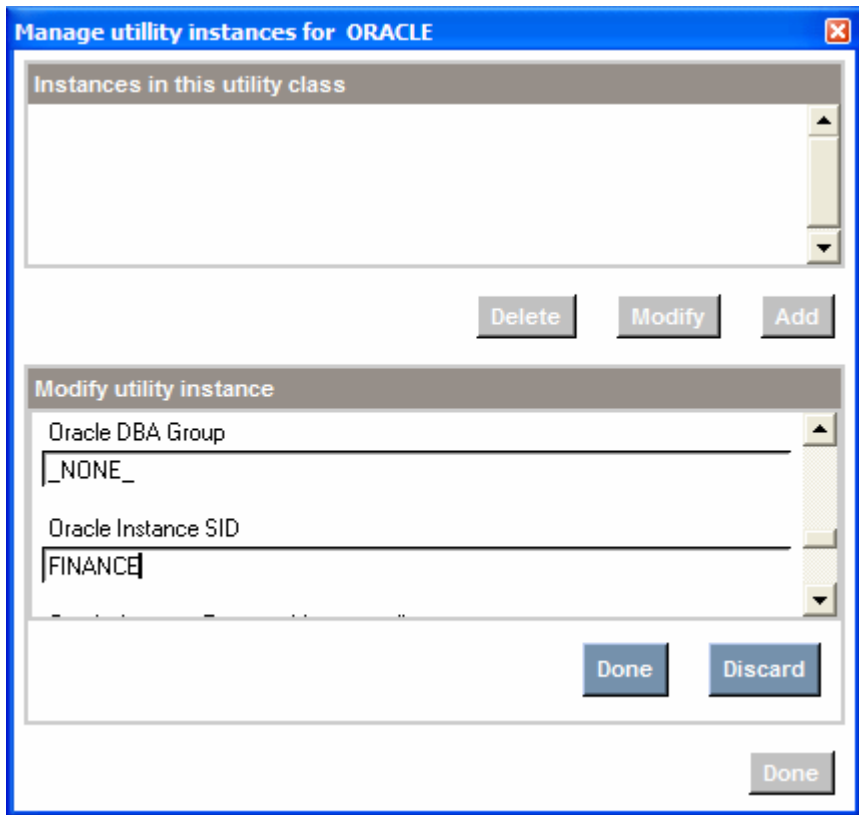 Manage utillity instances for ORACLE
Instances in this utility class
Delete Modify Add
Modify utility instance
Oracle DBA Group
_NONE_
Oracle Instance SID
FINANCE
Done Discard
Done